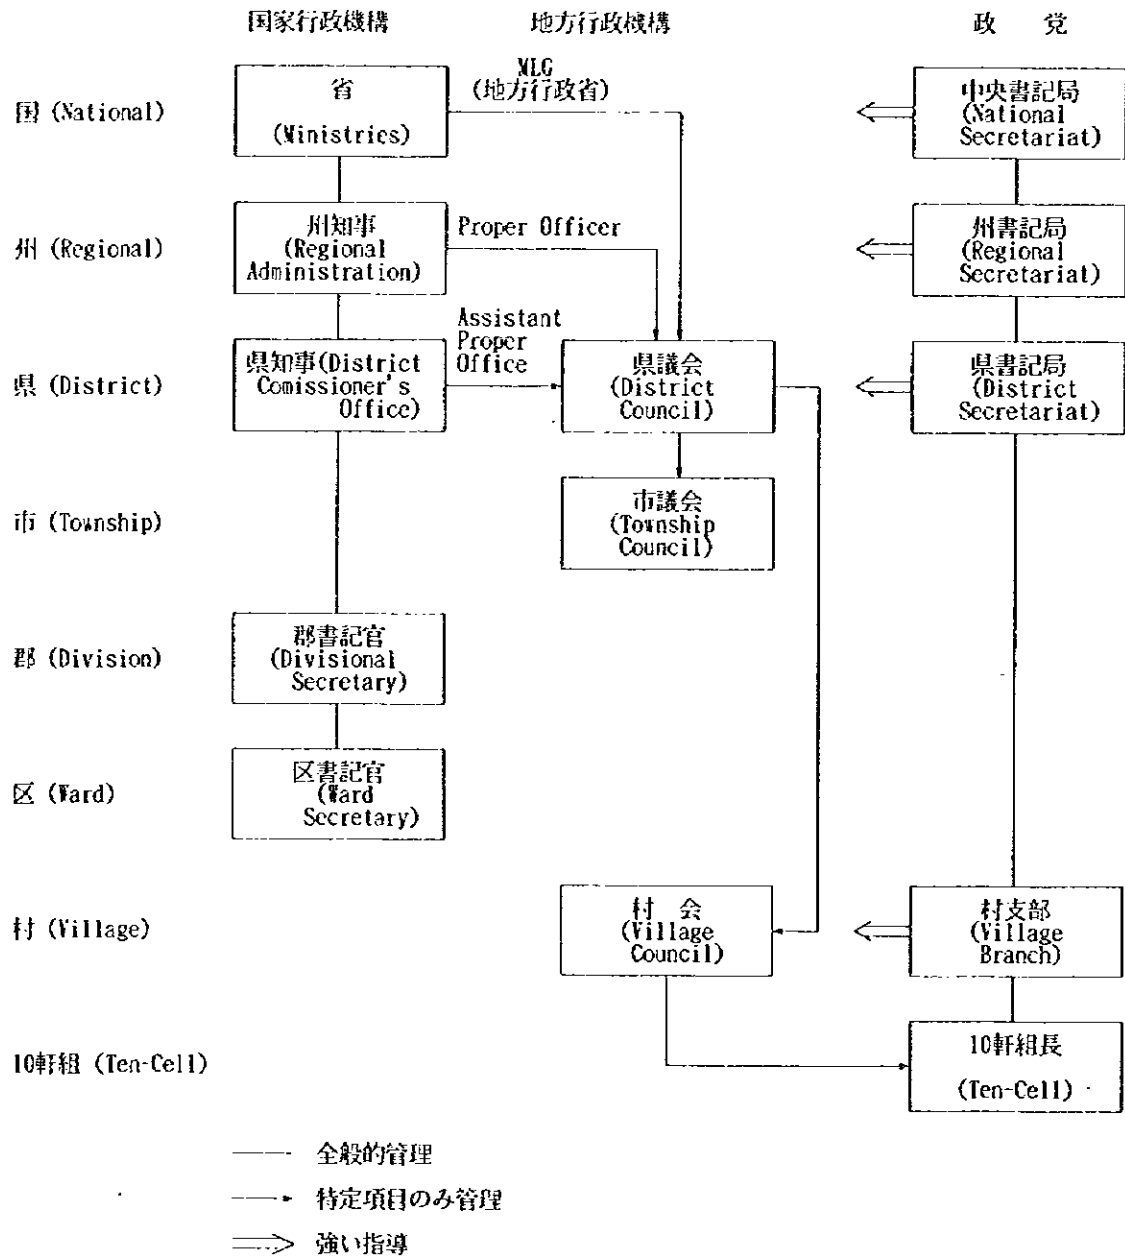 国家行政機構 地方行政機構 政 党
MLG
(地方行政省)
国 (National)
省
(Ministries)
中央書記局
(National
Secretariat)
州 (Regional)
州知事
(Regional
Administration)
Proper Officer
州書記局
(Regional
Secretariat)
Assistant
Proper
Office
県 (District)
県知事(District
Comissioner's
Office)
県議会
(District
Council)
県書記局
(District
Secretariat)
市 (Township)
市議会
(Township
Council)
郡 (Division)
郡書記官
(Divisional
Secretary)
区 (Ward)
区書記官
(Ward
Secretary)
村 (Village)
村 会
(Village
Council)
村支部
(Village
Branch)
10軒組 (Ten-Cell)
10軒組長
(Ten-Cell)
全般的管理
特定項目のみ管理
強い指導